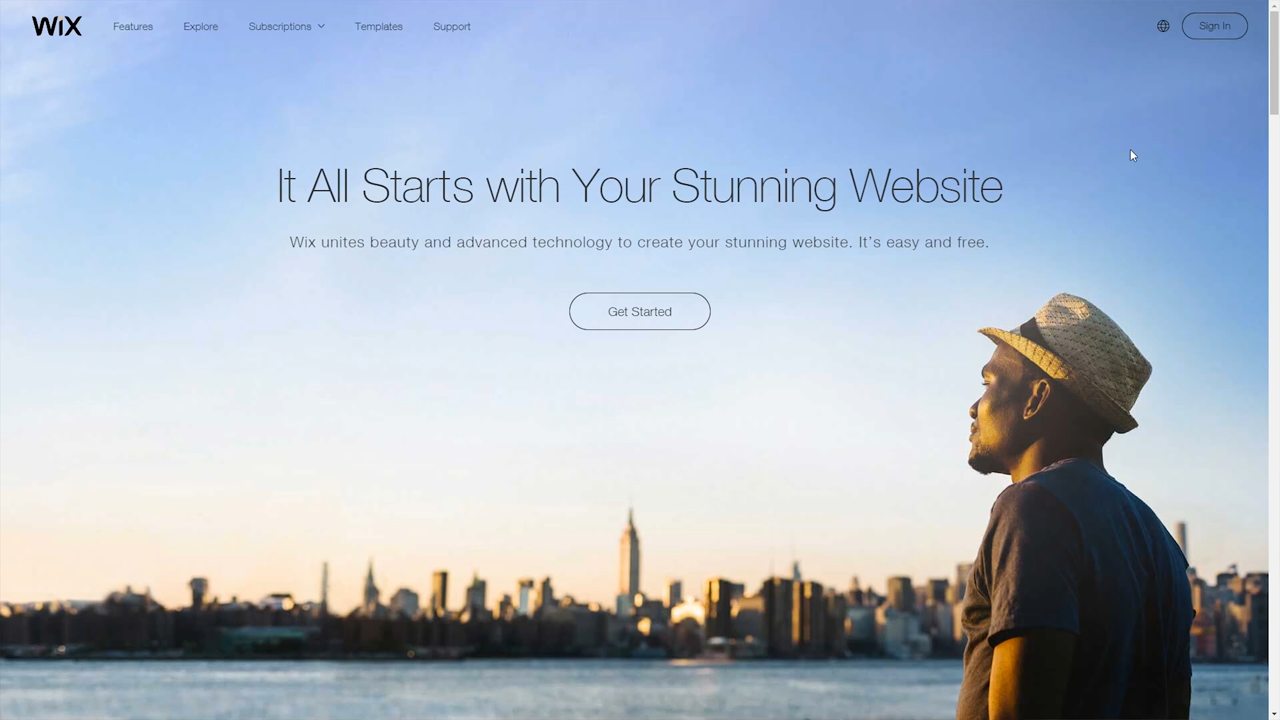 WiX
Features
Explore
Subscriptions
Templates
Support
Sign In
It All Starts with Your Stunning Website
Wix unites beauty and advanced technology to create your stunning website. It's easy and free.
Get Started